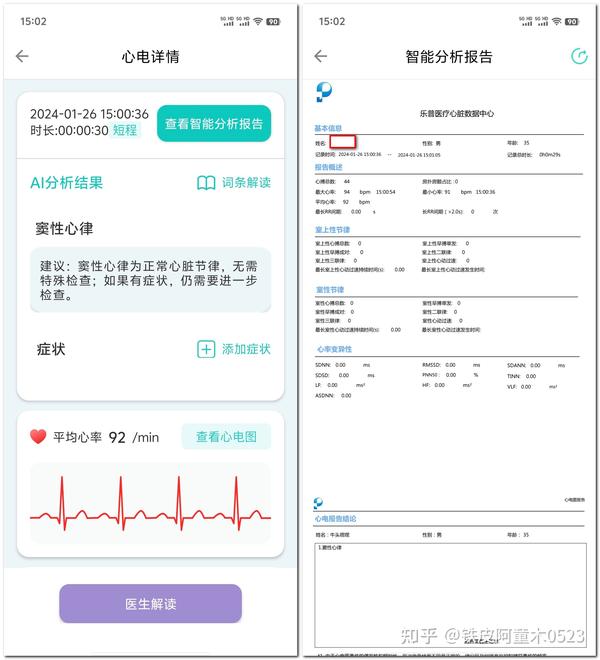 15:02
5G HD 5G HD 90
心电详情
2024-01-26 15:00:36
时长:00:00:30 短程
查看智能分析报告
AI分析结果
词条解读
窦性心律
建议：窦性心律为正常心脏节律，无需
特殊检查；如果有症状，仍需要进一步
检查。
症状
添加症状
平均心率 92 /min
查看心电图
医生解读
15:02
5G HD 5G HD 90
智能分析报告
乐普医疗心脏数据中心
基本信息
姓名: 性别: 男 年龄: 35
记录时间: 2024-01-26 15:00:36 -- 2024-01-26 15:01:05 记录总时长: 0h0m29s
报告概述
心搏总数: 44 房扑房颤占比: 0
最大心率: 94 bpm 15:00:54 最小心率: 91 bpm 15:00:36
平均心率: 92 bpm
最长RR间期: 0.00 s 长RR间期(>2.0s): 0 次
室上性节律
室上性心搏总数: 0 室上性早搏单发: 0
室上性早搏成对: 0 室上性二联律: 0
室上性三联律: 0 室上性心动过速: 0
最长室上性心动过速持续时间(s): 0.00 最长室上性心动过速发生时间:
室性节律
室性心搏总数: 0 室性早搏单发: 0
室性早搏成对: 0 室性二联律: 0
室性三联律: 0 室性心动过速: 0
最长室性心动过速持续时间(s): 0.00 最长室性心动过速发生时间:
心率变异性
SDNN: 0.00 ms RMSSD: 0.00 ms SDANN: 0.00 ms
SDSD: 0.00 ms PNN50: 0.00 % TINN: 0.00
LF: 0.00 ms² HF: 0.00 ms² VLF: 0.00 ms²
ASDNN: 0.00
心电图报告
心电报告结论
姓名: 牛头琨琨 性别: 男 年龄: 35
1.窦性心律
知乎 @铁皮阿童木0523